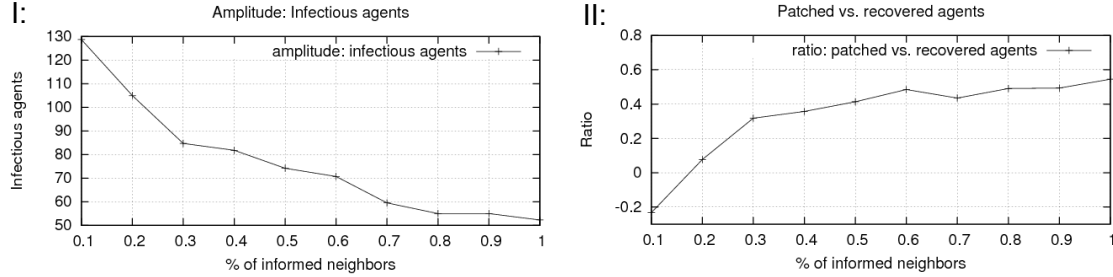 I:
Amplitude: Infectious agents
amplitude: infectious agents
Infectious agents
130
120
110
100
90
80
70
60
50
0.1 0.2 0.3 0.4 0.5 0.6 0.7 0.8 0.9 1
% of informed neighbors
II:
Patched vs. recovered agents
ratio: patched vs. recovered agents
Ratio
0.8
0.6
0.4
0.2
0
-0.2
0.1 0.2 0.3 0.4 0.5 0.6 0.7 0.8 0.9 1
% of informed neighbors